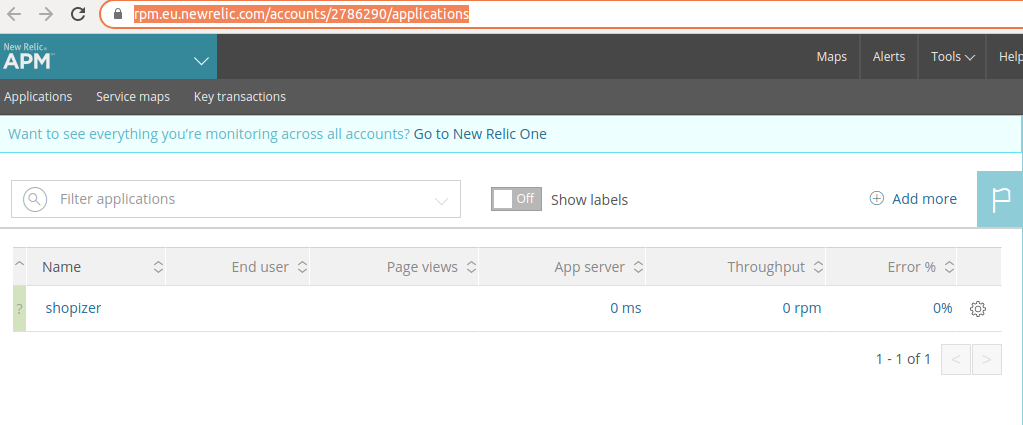 rpm.eu.newrelic.com/accounts/2786290/applications
New Relic®
APM™
Maps Alerts Tools Help
Applications Service maps Key transactions
Want to see everything you're monitoring across all accounts? Go to New Relic One
Filter applications Off Show labels Add more
Name End user Page views App server Throughput Error %
? shopizer 0 ms 0 rpm 0%
1 - 1 of 1 < >